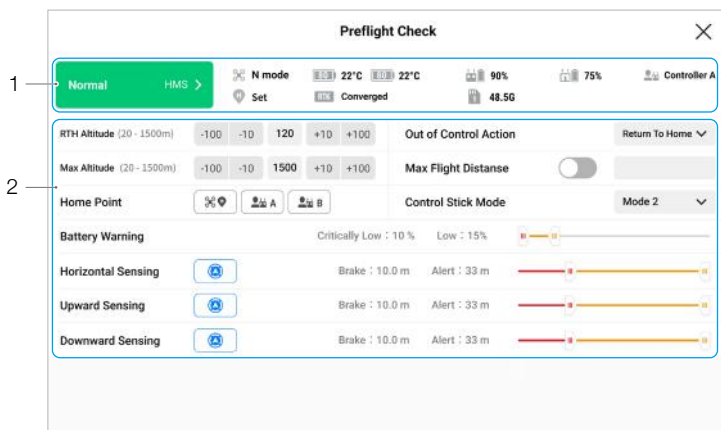 Preflight Check
1
Normal HMS N mode 80 22°C 80 22°C 90% 75% Controller A
Set RTK Converged 48.5G
2
RTH Altitude (20 - 1500m) -100 -10 120 +10 +100 Out of Control Action Return To Home
Max Altitude (20 - 1500m) -100 -10 1500 +10 +100 Max Flight Distanse
Home Point A B Control Stick Mode Mode 2
Battery Warning Critically Low : 10 % Low : 15%
Horizontal Sensing Brake : 10.0 m Alert : 33 m
Upward Sensing Brake : 10.0 m Alert : 33 m
Downward Sensing Brake : 10.0 m Alert : 33 m